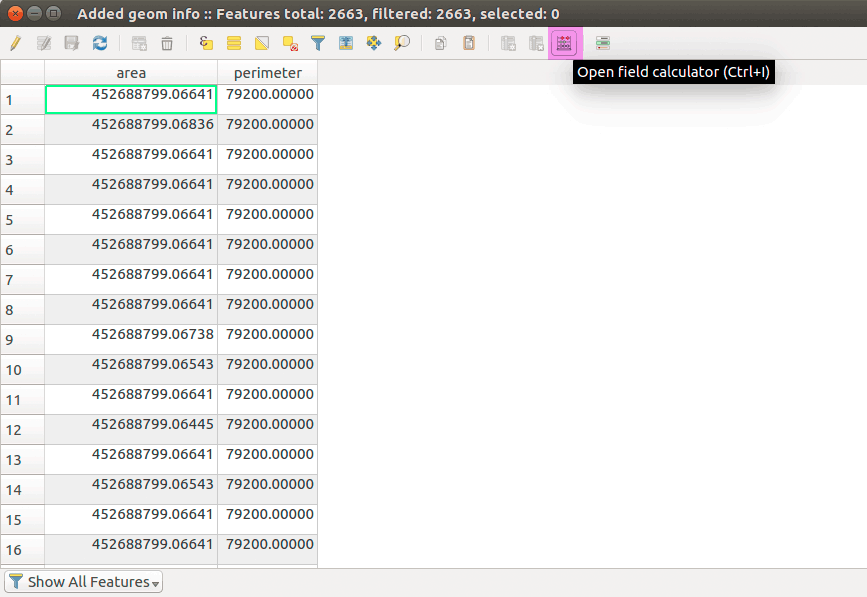 Added geom info :: Features total: 2663, filtered: 2663, selected: 0
Open field calculator (Ctrl+I)
area perimeter
1 452688799.06641 79200.00000
2 452688799.06836 79200.00000
3 452688799.06641 79200.00000
4 452688799.06641 79200.00000
5 452688799.06641 79200.00000
6 452688799.06641 79200.00000
7 452688799.06641 79200.00000
8 452688799.06641 79200.00000
9 452688799.06738 79200.00000
10 452688799.06543 79200.00000
11 452688799.06641 79200.00000
12 452688799.06445 79200.00000
13 452688799.06641 79200.00000
14 452688799.06543 79200.00000
15 452688799.06641 79200.00000
16 452688799.06641 79200.00000
Show All Features